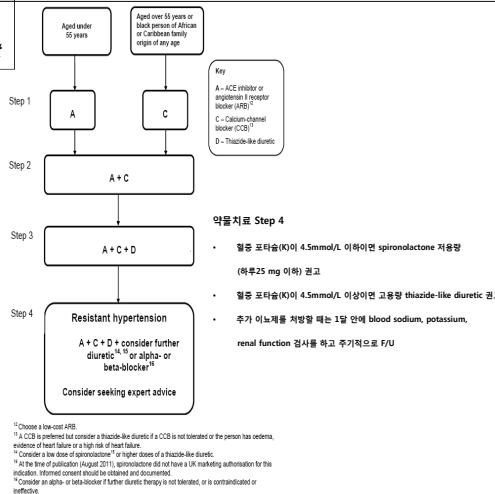 Aged under
55 years
Aged over 55 years or
black person of African
or Caribbean family
origin of any age
Key
A – ACE inhibitor or
angiotensin II receptor
blocker (ARB)12
C – Calcium-channel
blocker (CCB)13
D – Thiazide-like diuretic
Step 1
A
C
Step 2
A + C
Step 3
A + C + D
Step 4
Resistant hypertension
A + C + D + consider further
diuretic14, 15 or alpha- or
beta-blocker16
Consider seeking expert advice
약물치료 Step 4
• 혈중 포타슘(K)이 4.5mmol/L 이하이면 spironolactone 저용량
(하루25 mg 이하) 권고
• 혈중 포타슘(K)이 4.5mmol/L 이상이면 고용량 thiazide-like diuretic 권고
• 추가 이뇨제를 처방할 때는 1달 안에 blood sodium, potassium,
renal function 검사를 하고 주기적으로 F/U
12 Choose a low-cost ARB.
13 A CCB is preferred but consider a thiazide-like diuretic if a CCB is not tolerated or the person has oedema,
evidence of heart failure or a high risk of heart failure.
14 Consider a low dose of spironolactone15 or higher doses of a thiazide-like diuretic.
15 At the time of publication (August 2011), spironolactone did not have a UK marketing authorisation for this
indication. Informed consent should be obtained and documented.
16 Consider an alpha- or beta-blocker if further diuretic therapy is not tolerated, or is contraindicated or
ineffective.